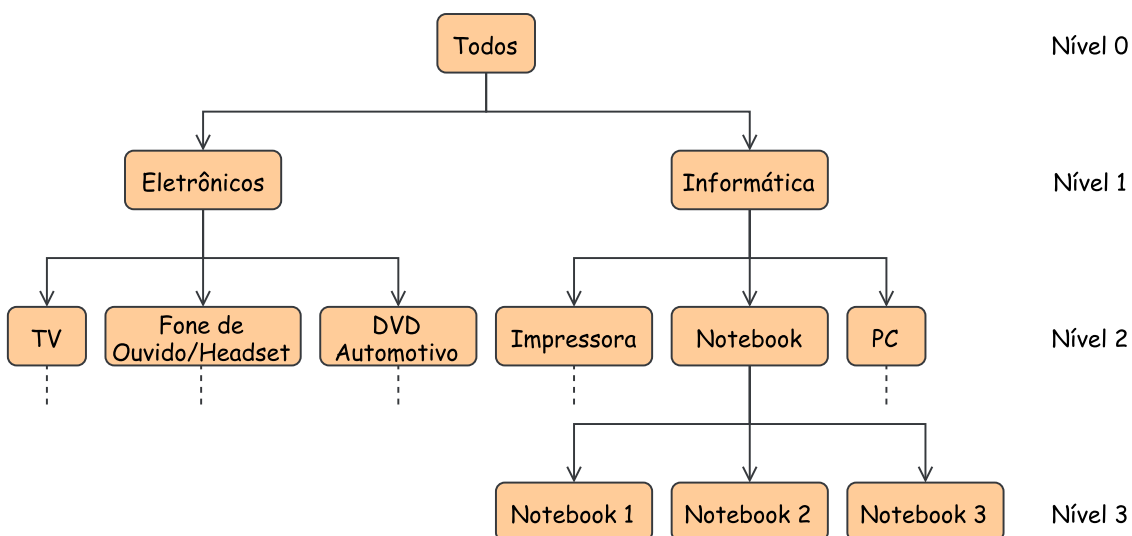 Todos
Nível 0
Eletrônicos
Informática
Nível 1
TV
Fone de
Ouvido/Headset
DVD
Automotivo
Impressora
Notebook
PC
Nível 2
Notebook 1
Notebook 2
Notebook 3
Nível 3